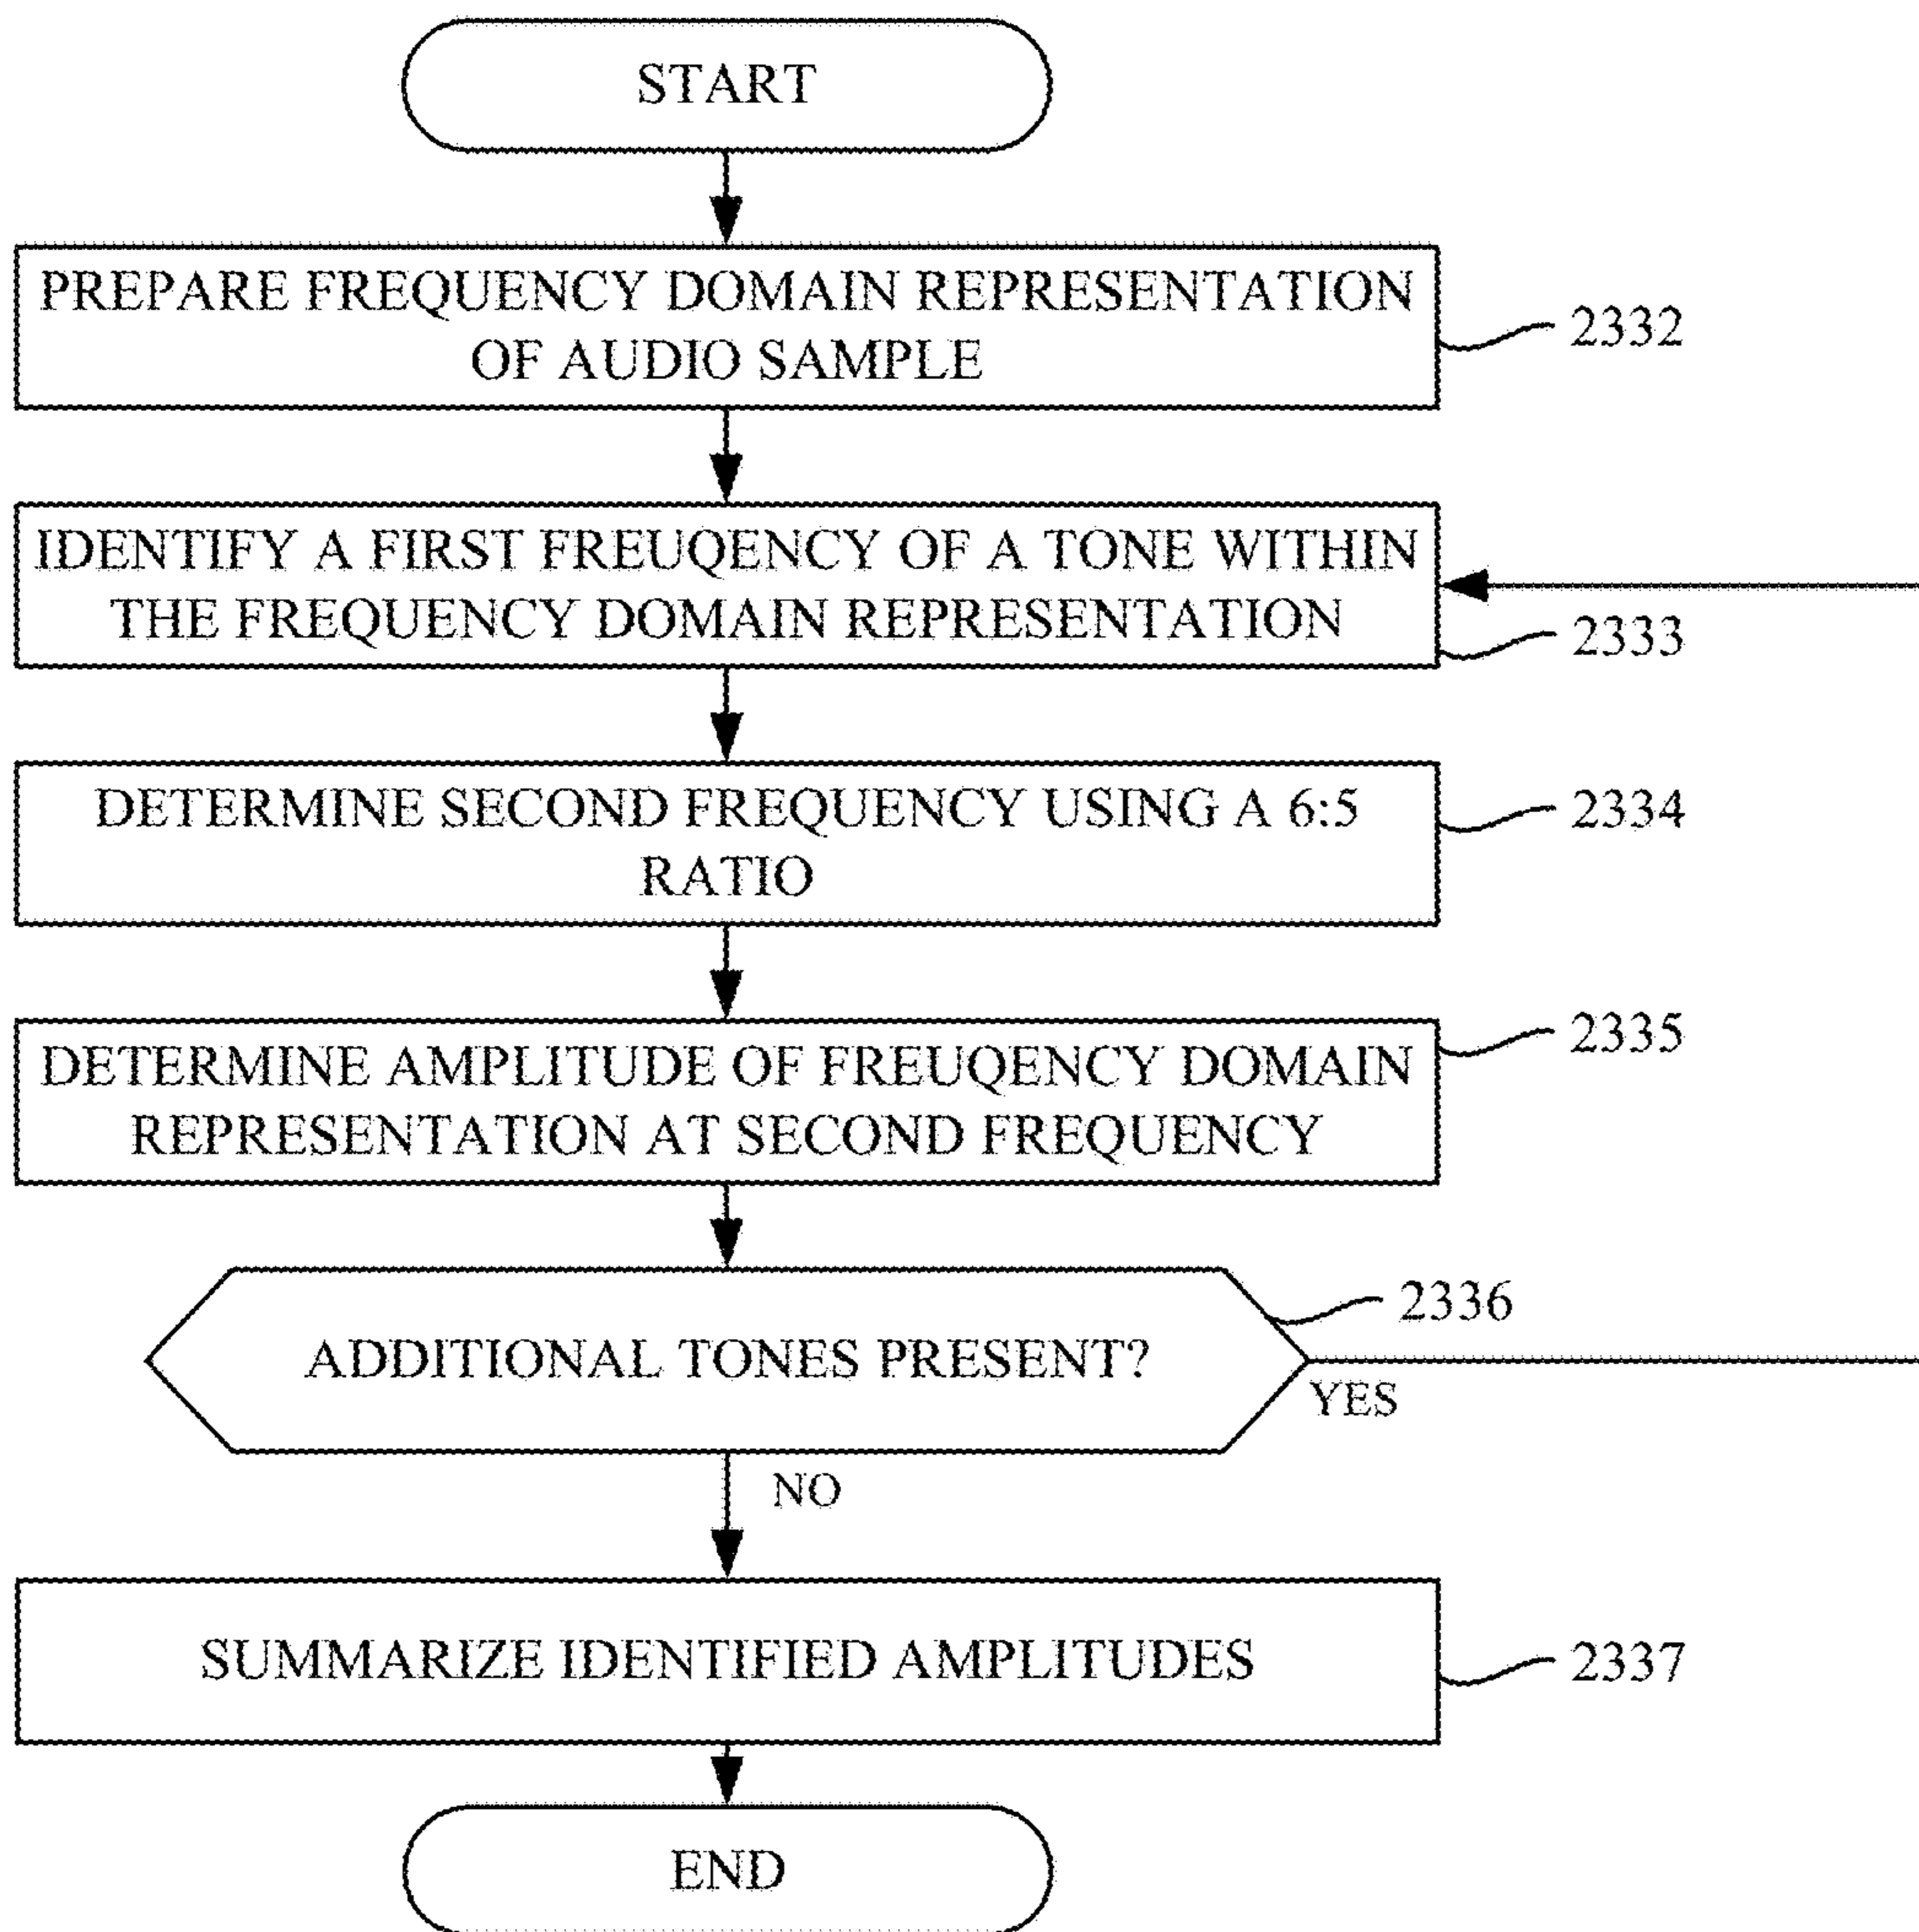 START
PREPARE FREQUENCY DOMAIN REPRESENTATION
OF AUDIO SAMPLE
2332
IDENTIFY A FIRST FREUQENCY OF A TONE WITHIN
THE FREQUENCY DOMAIN REPRESENTATION
2333
DETERMINE SECOND FREQUENCY USING A 6:5
RATIO
2334
DETERMINE AMPLITUDE OF FREUQENCY DOMAIN
REPRESENTATION AT SECOND FREQUENCY
2335
ADDITIONAL TONES PRESENT?
2336
YES
NO
SUMMARIZE IDENTIFIED AMPLITUDES
2337
END